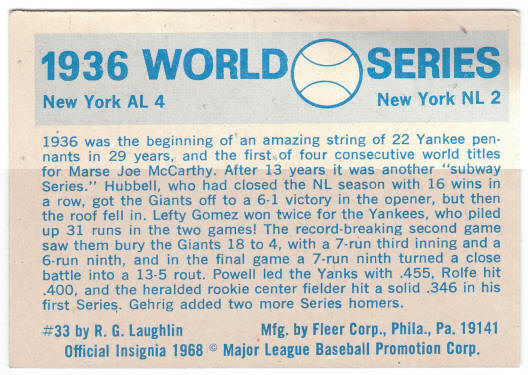 1936 WORLD SERIES
New York AL 4 New York NL 2
1936 was the beginning of an amazing string of 22 Yankee pen-
nants in 29 years, and the first of four consecutive world titles
for Marse Joe McCarthy. After 13 years it was another "subway
Series." Hubbell, who had closed the NL season with 16 wins in
a row, got the Giants off to a 6-1 victory in the opener, but then
the roof fell in. Lefty Gomez won twice for the Yankees, who piled
up 31 runs in the two games! The record-breaking second game
saw them bury the Giants 18 to 4, with a 7-run third inning and a
6-run ninth, and in the final game a 7-run ninth turned a close
battle into a 13-5 rout. Powell led the Yanks with .455, Rolfe hit
.400, and the heralded rookie center fielder hit a solid .346 in his
first Series. Gehrig added two more Series homers.
#33 by R. G. Laughlin Mfg. by Fleer Corp., Phila., Pa. 19141
Official Insignia 1968 © Major League Baseball Promotion Corp.